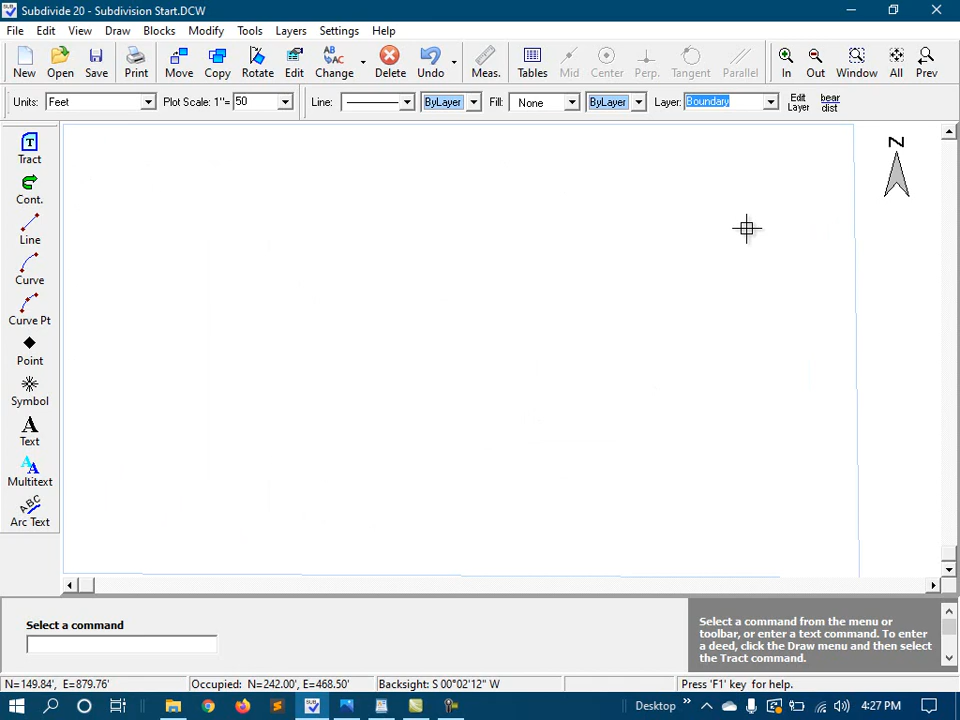 Subdivide 20 - Subdivision Start.DCW
File Edit View Draw Blocks Modify Tools Layers Settings Help
New Open Save Print Move Copy Rotate Edit Change Delete Undo Meas. Tables Mid Center Perp. Tangent Parallel In Out Window All Prev
Units: Feet Plot Scale: 1"= 50 Line: ByLayer Fill: None ByLayer Layer: Boundary Edit Layer bear dist
Tract
Cont.
Line
Curve
Curve Pt
Point
Symbol
A
Text
Multitext
ABC
Arc Text
N
Select a command
Select a command from the menu or
toolbar, or enter a text command. To enter
a deed, click the Draw menu and then select
the Tract command.
N=149.84', E=879.76' Occupied: N=242.00', E=468.50' Backsight: S 00°02'12" W Press 'F1' key for help.
Desktop 4:27 PM